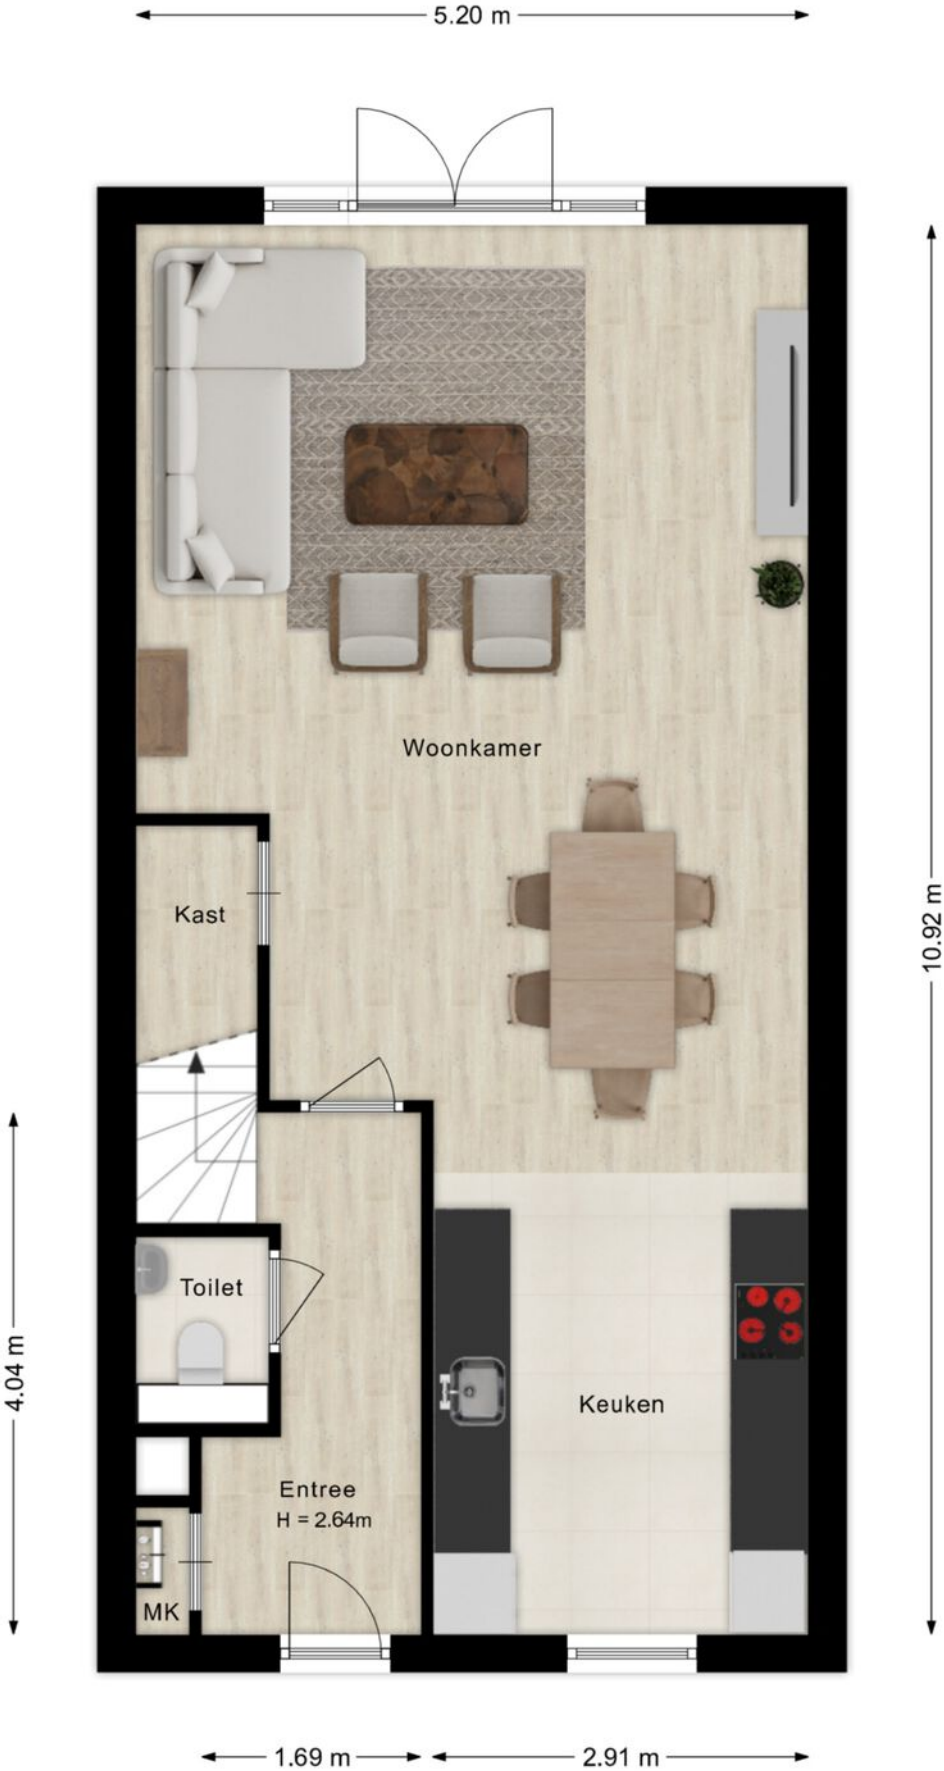 5.20 m
Woonkamer
Kast
10.92 m
Toilet
4.04 m
Keuken
Entree
H = 2.64m
MK
1.69 m
2.91 m